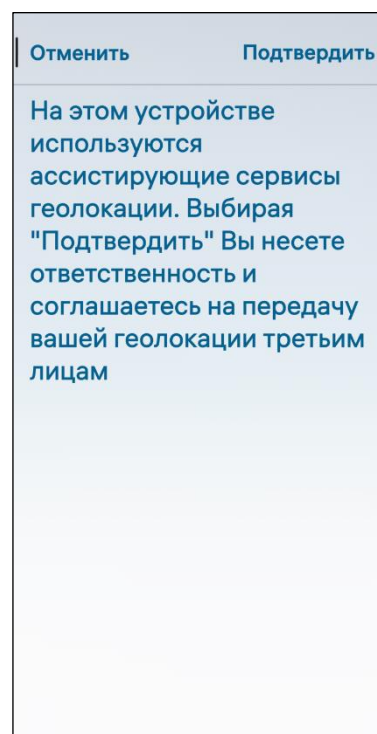 Отменить Подтвердить
На этом устройстве
используются
ассистирующие сервисы
геолокации. Выбирая
"Подтвердить" Вы несете
ответственность и
соглашаетесь на передачу
вашей геолокации третьим
лицам